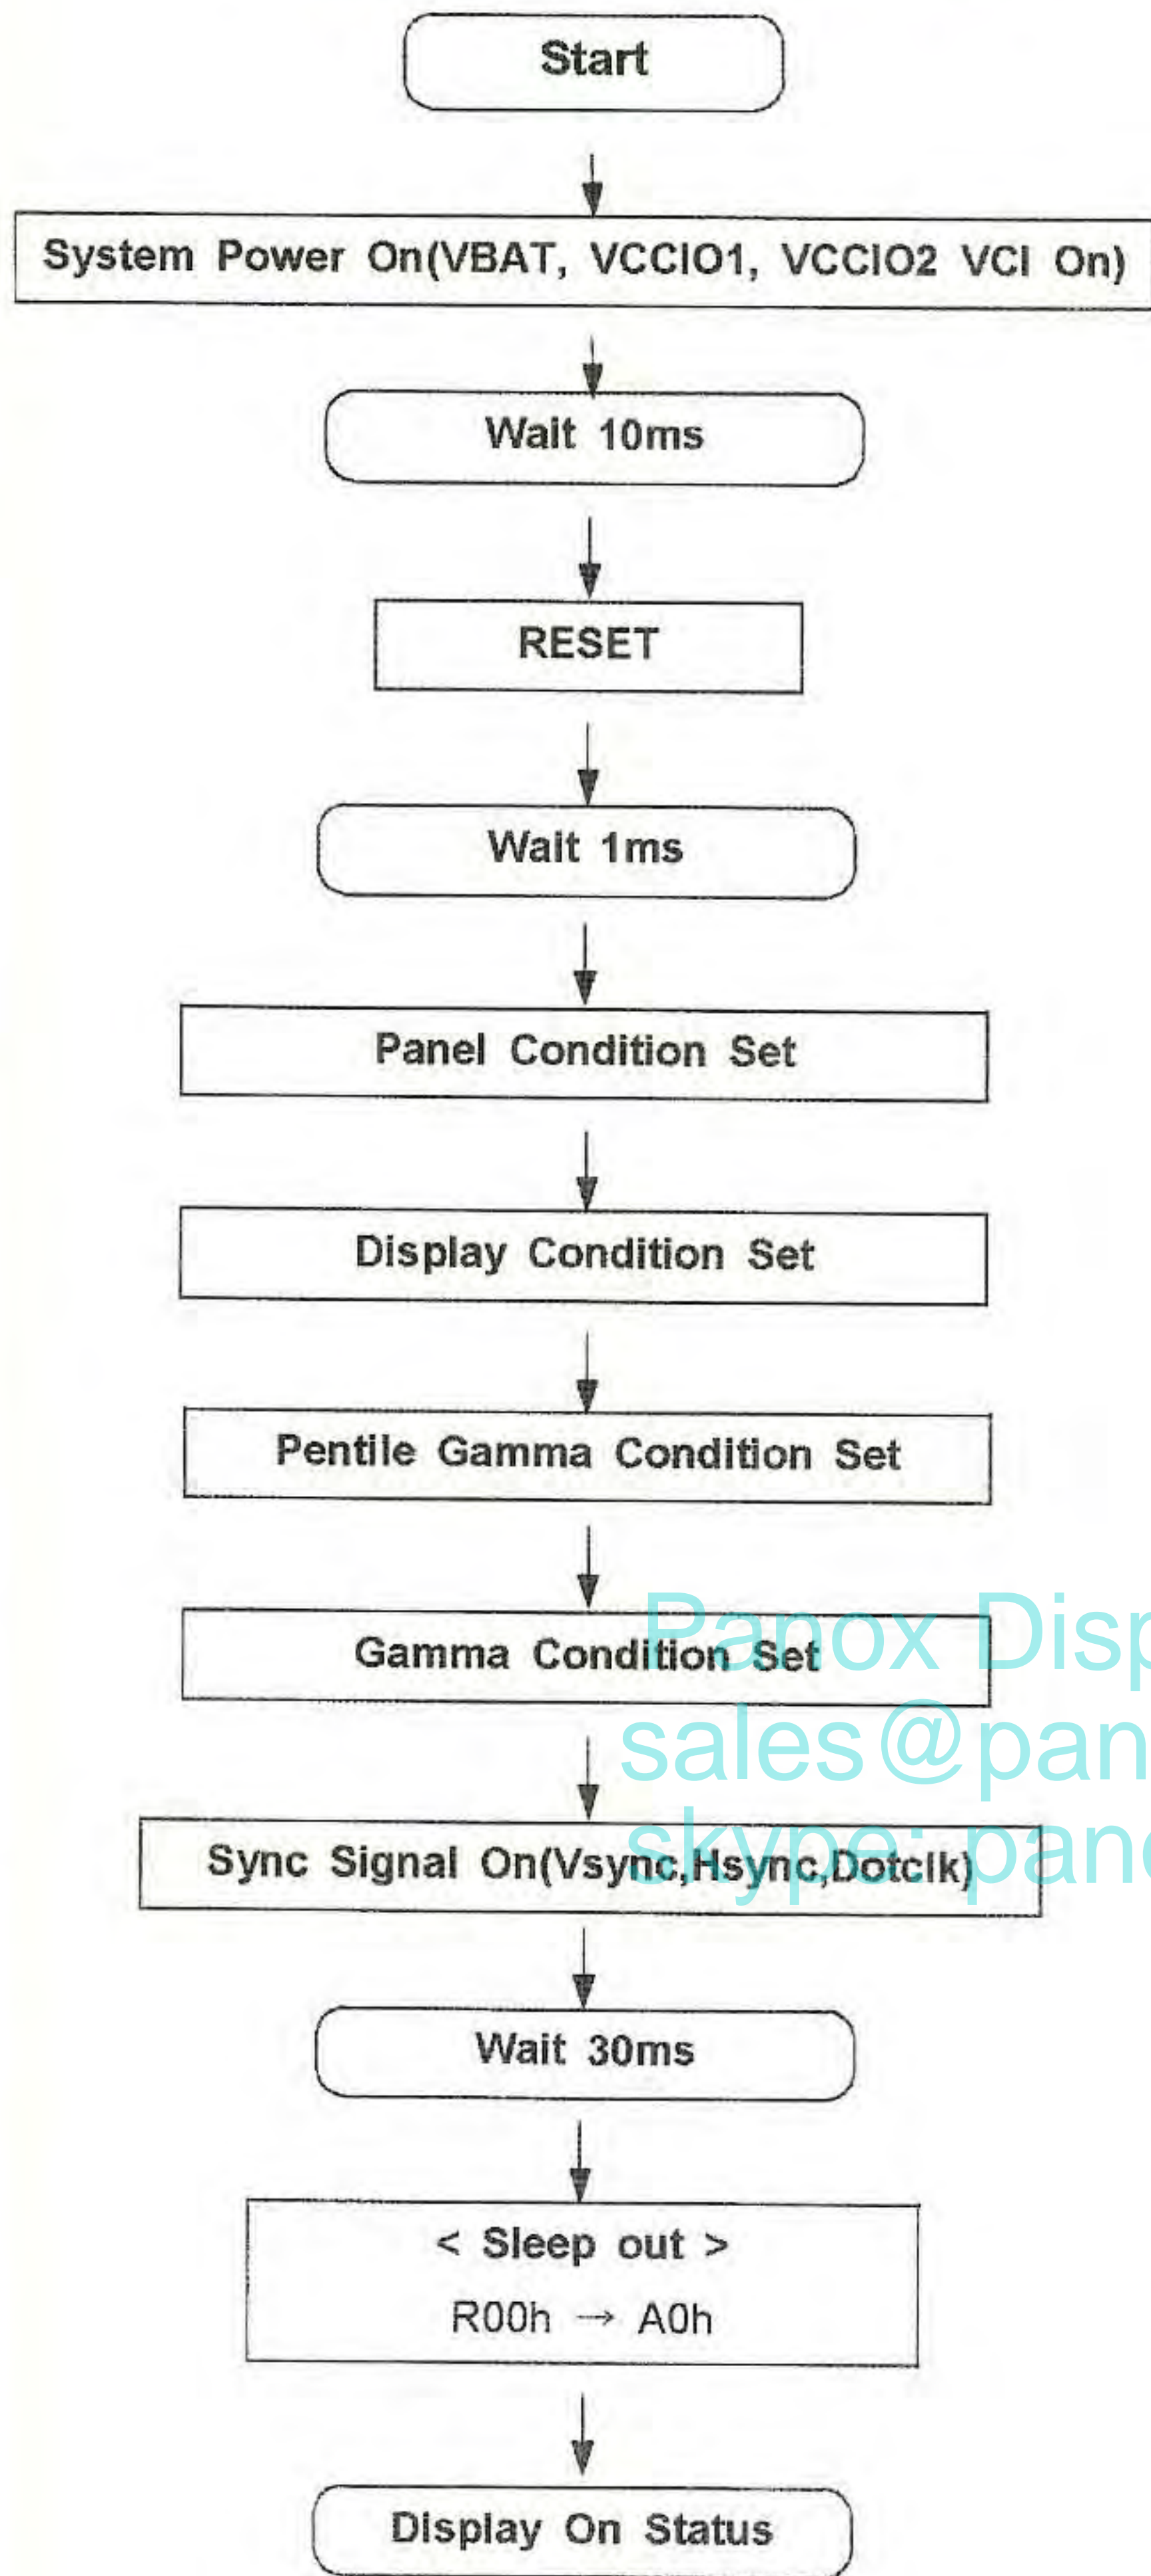 Start
System Power On(VBAT, VCCIO1, VCCIO2 VCI On)
Wait 10ms
RESET
Wait 1ms
Panel Condition Set
Display Condition Set
Pentile Gamma Condition Set
Gamma Condition Set
Panox Disp
sales@pan
skype: pano
Sync Signal On(Vsync,Hsync,Dotclk)
Wait 30ms
< Sleep out >
R00h → A0h
Display On Status